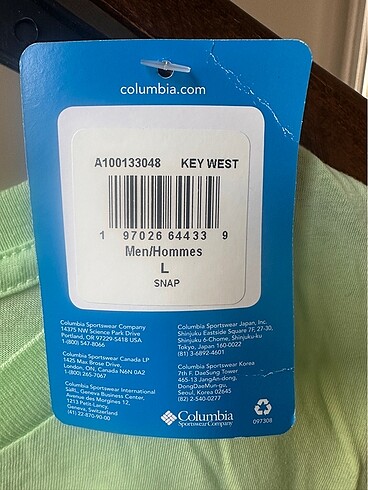 columbia.com
A100133048 KEY WEST
1 97026 64433 9
Men/Hommes
L
SNAP
Columbia Sportswear Company
14375 NW Science Park Drive
Portland, OR 97229-5418 USA
1-(800) 547-8066
Columbia Sportswear Canada LP
1425 Max Brose Drive,
London, ON, Canada N6N 0A2
1-(800) 265-7067
Columbia Sportswear International
SáRL, Geneva Business Center,
Avenue des Morgines 12,
1213 Petit-Lancy,
Geneva, Switzerland
(41) 22-870-90-00
Columbia Sportswear Japan, Inc.
Shinjuku Eastside Square 7F, 27-30,
Shinjuku 6-Chome, Shinjuku-ku
Tokyo, Japan 160-0022
(81) 3-6892-4601
Columbia Sportswear Korea
7th F. DaeSung Tower
465-13 JangAn-dong,
DongDaeMun-gu,
Seoul, Korea 02645
(82) 2-540-0277
Columbia
Sportswear Company
097308